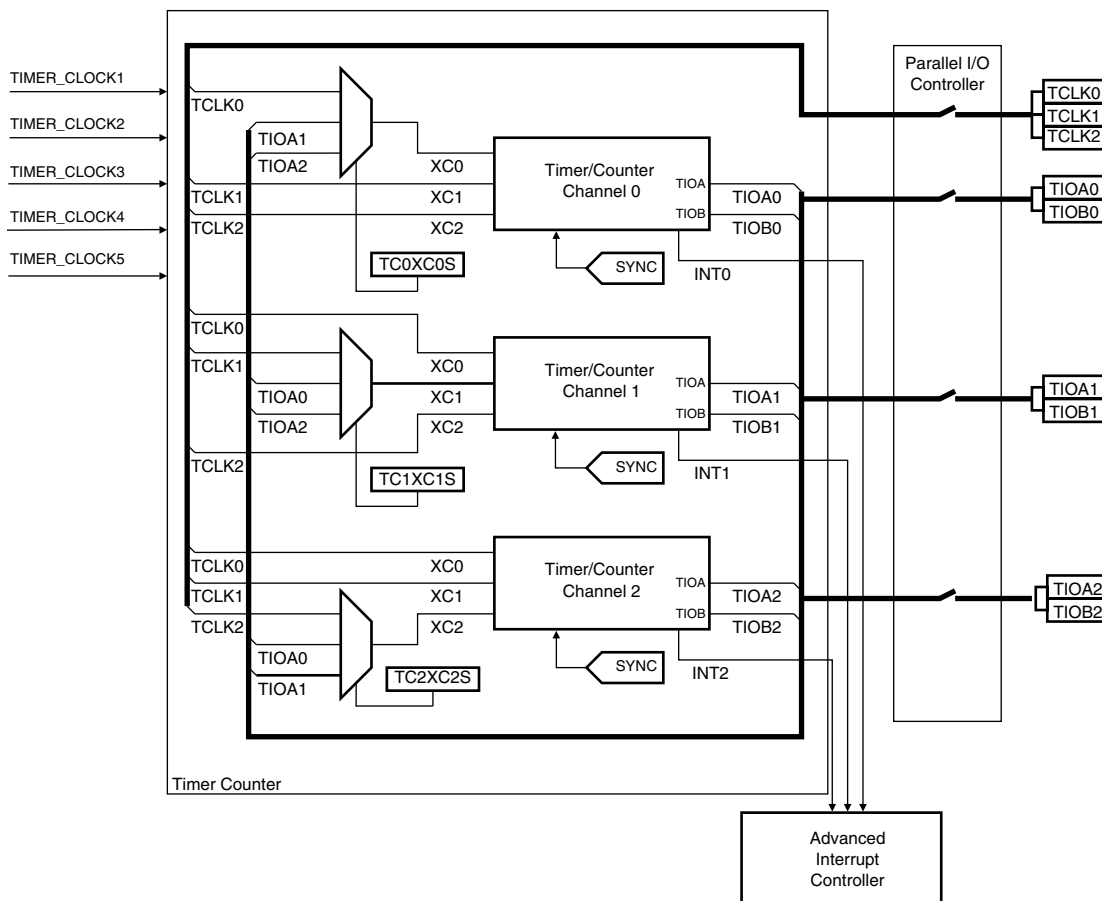 TIMER_CLOCK1
TIMER_CLOCK2
TIMER_CLOCK3
TIMER_CLOCK4
TIMER_CLOCK5
TCLK0
TIOA1
TIOA2
TCLK1
TCLK2
XC0
XC1
XC2
TC0XC0S
Timer/Counter
Channel 0
TIOA
TIOB
TIOA0
TIOB0
SYNC
INT0
TCLK0
TCLK1
TIOA0
TIOA2
TCLK2
XC0
XC1
XC2
TC1XC1S
Timer/Counter
Channel 1
TIOA
TIOB
TIOA1
TIOB1
SYNC
INT1
TCLK0
TCLK1
TCLK2
TIOA0
TIOA1
XC0
XC1
XC2
TC2XC2S
Timer/Counter
Channel 2
TIOA
TIOB
TIOA2
TIOB2
SYNC
INT2
Timer Counter
Parallel I/O
Controller
TCLK0
TCLK1
TCLK2
TIOA0
TIOB0
TIOA1
TIOB1
TIOA2
TIOB2
Advanced
Interrupt
Controller